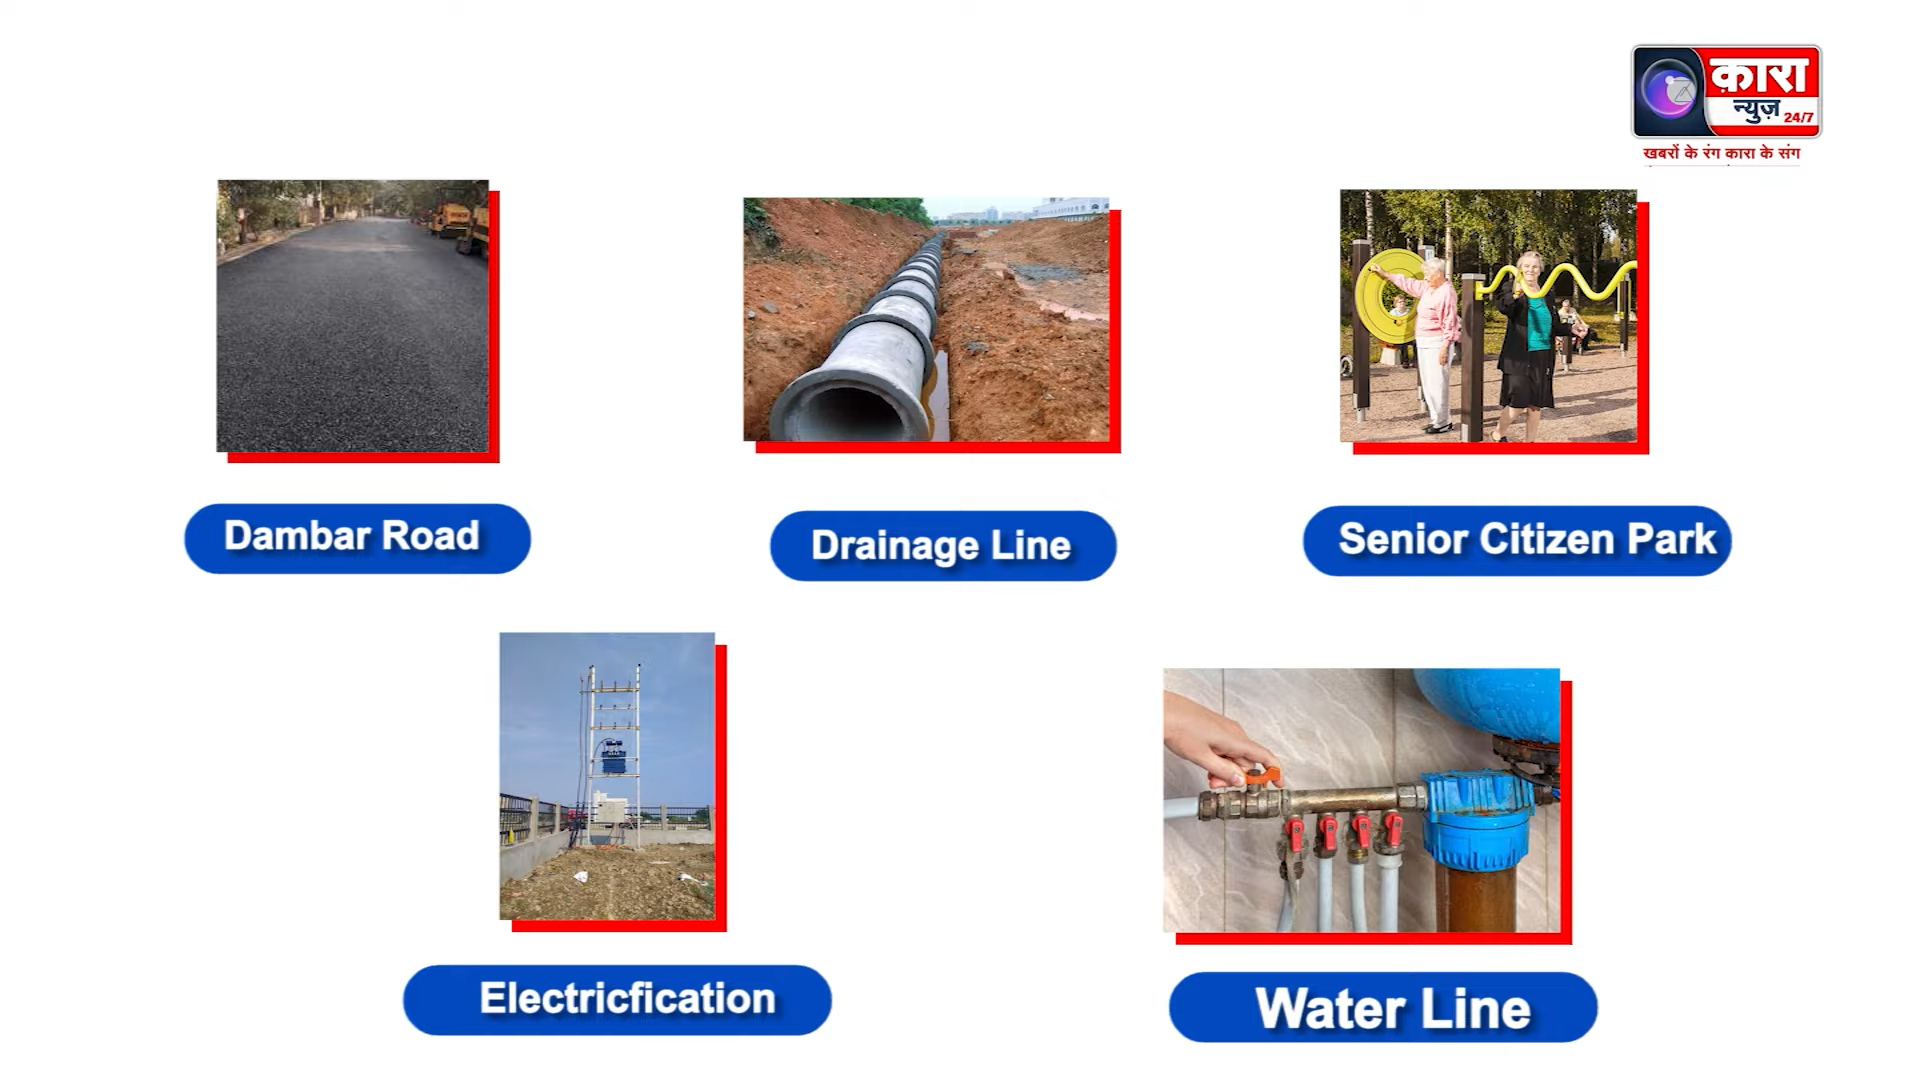 क़ारा
न्युज़ 24/7
खबरों के रंग कारा के संग
Dambar Road
Drainage Line
Senior Citizen Park
Electricfication
Water Line